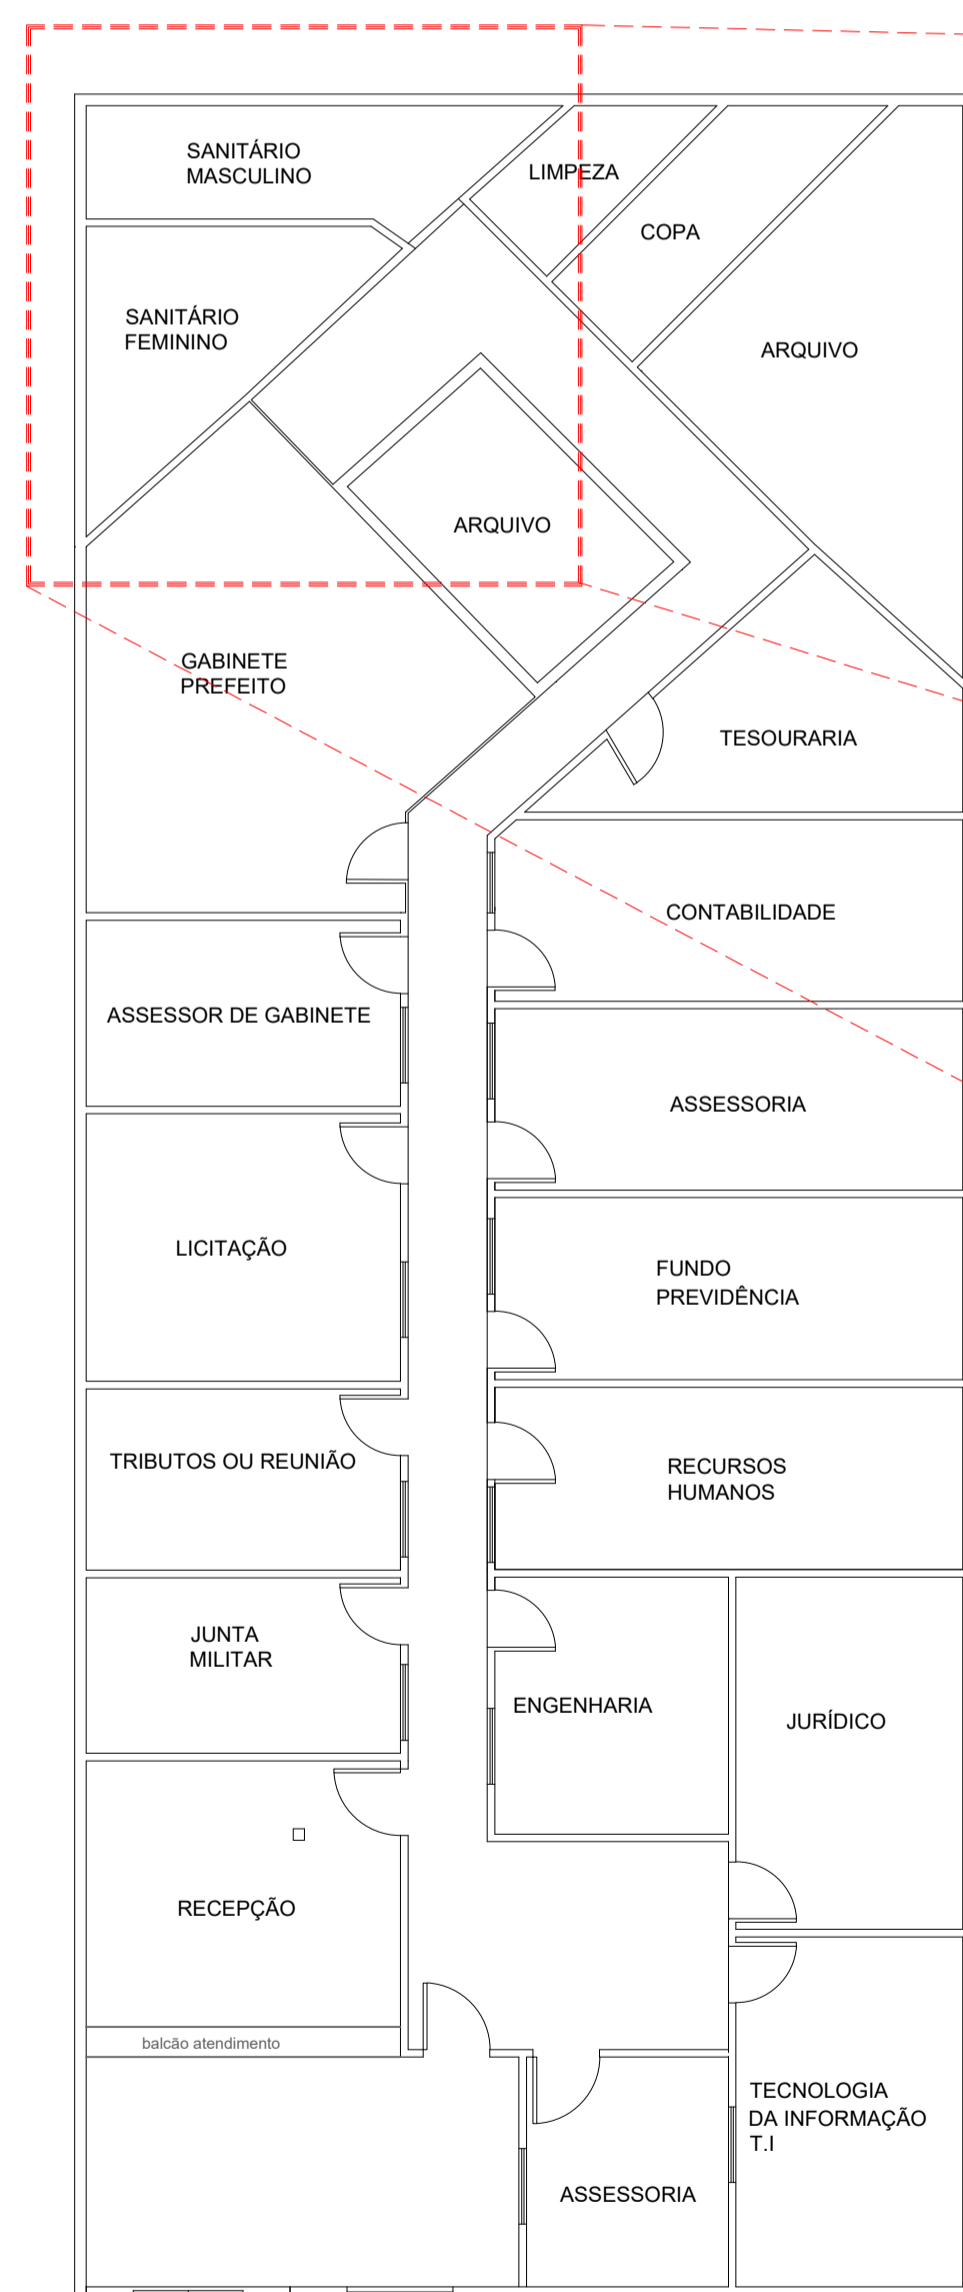 SANITÁRIO
MASCULINO
LIMPEZA
COPA
SANITÁRIO
FEMININO
ARQUIVO
ARQUIVO
GABINETE
PREFEITO
TESOURARIA
CONTABILIDADE
ASSESSOR DE GABINETE
ASSESSORIA
LICITAÇÃO
FUNDO
PREVIDÊNCIA
TRIBUTOS OU REUNIÃO
RECURSOS
HUMANOS
JUNTA
MILITAR
ENGENHARIA
JURÍDICO
RECEPÇÃO
balcão atendimento
TECNOLOGIA
DA INFORMAÇÃO
T.I
ASSESSORIA